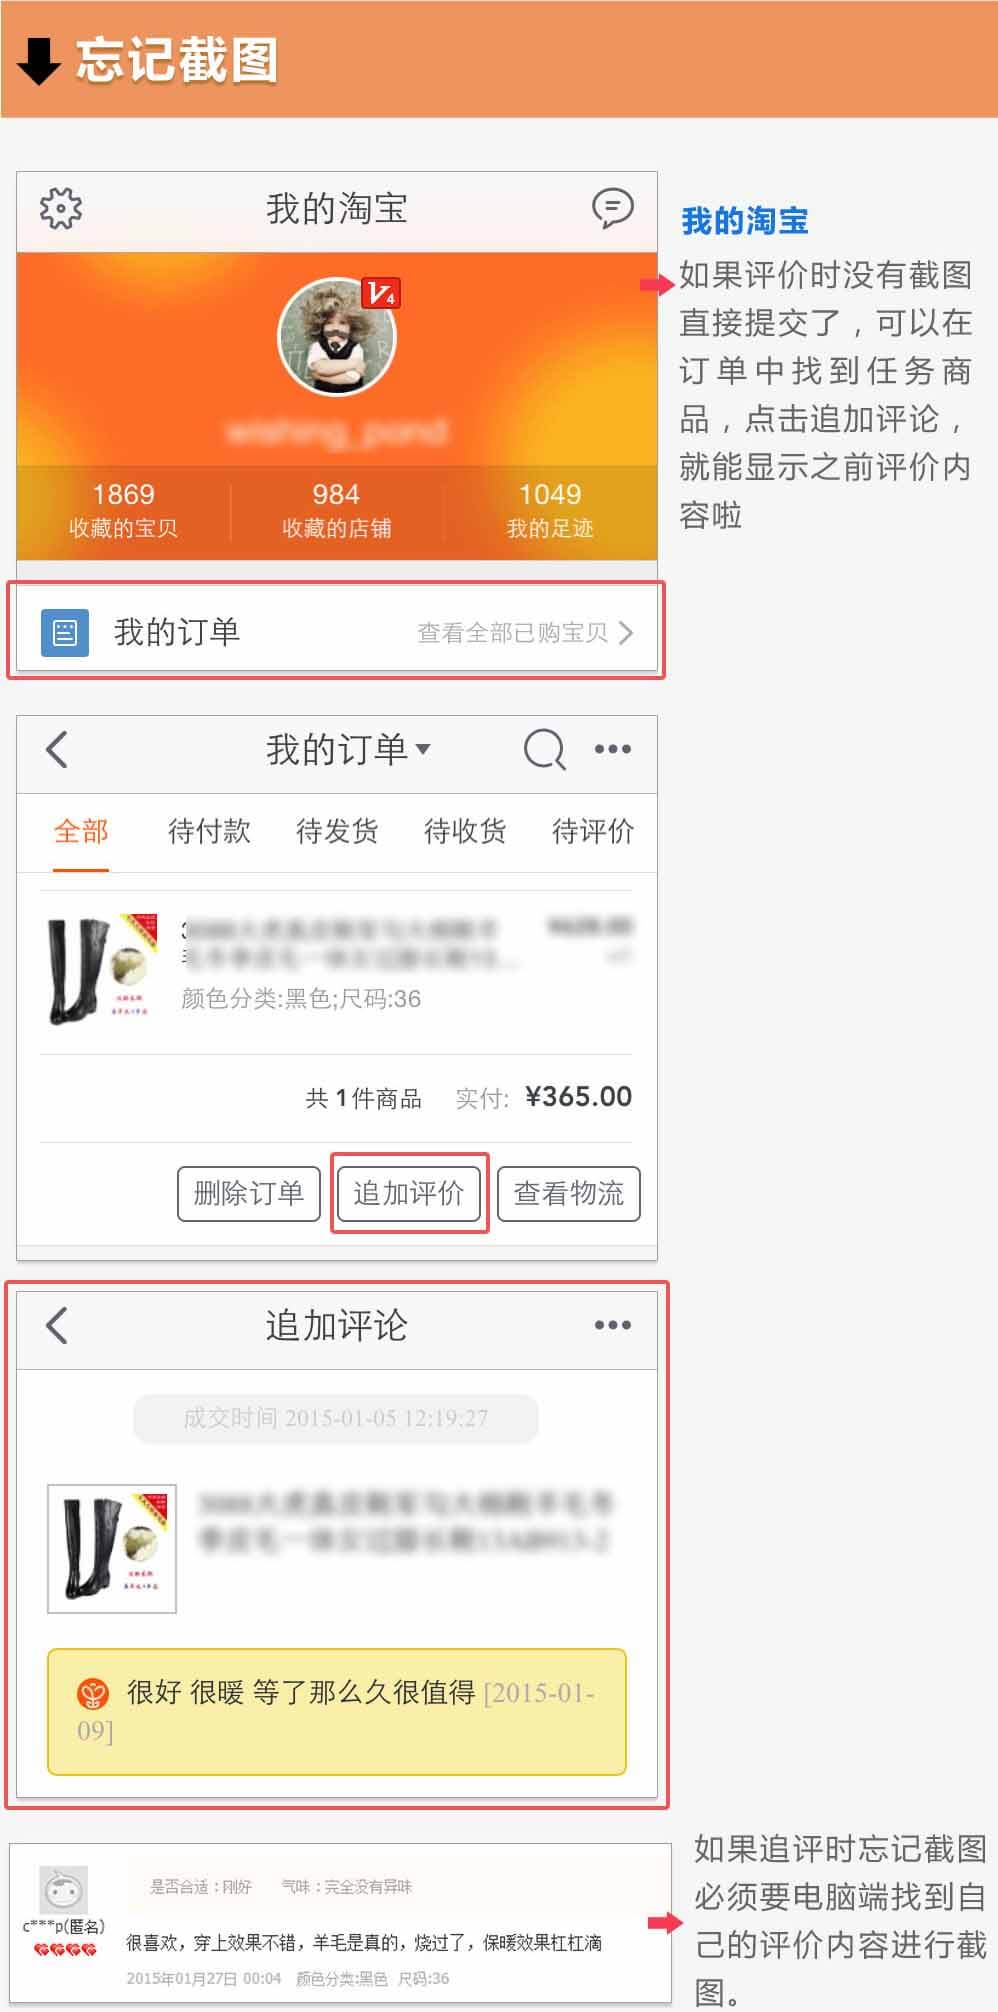 忘记截图
我的淘宝
V4
1869
984
1049
收藏的宝贝
收藏的店铺
我的足迹
我的订单
查看全部已购宝贝
我的淘宝
如果评价时没有截图
直接提交了，可以在
订单中找到任务商
品，点击追加评论，
就能显示之前评价内
容啦
我的订单
全部
待付款
待发货
待收货
待评价
颜色分类:黑色;尺码:36
共 1件商品 实付: ¥365.00
删除订单
追加评价
查看物流
追加评论
成交时间 2015-01-05 12:19:27
很好 很暖 等了那么久很值得 [2015-01-
09]
是否合适：刚好 气味：完全没有异味
c***p(匿名)
很喜欢，穿上效果不错，羊毛是真的，烧过了，保暖效果杠杠滴
2015年01月27日 00:04 颜色分类:黑色 尺码:36
如果追评时忘记截图
必须要电脑端找到自
己的评价内容进行截
图。